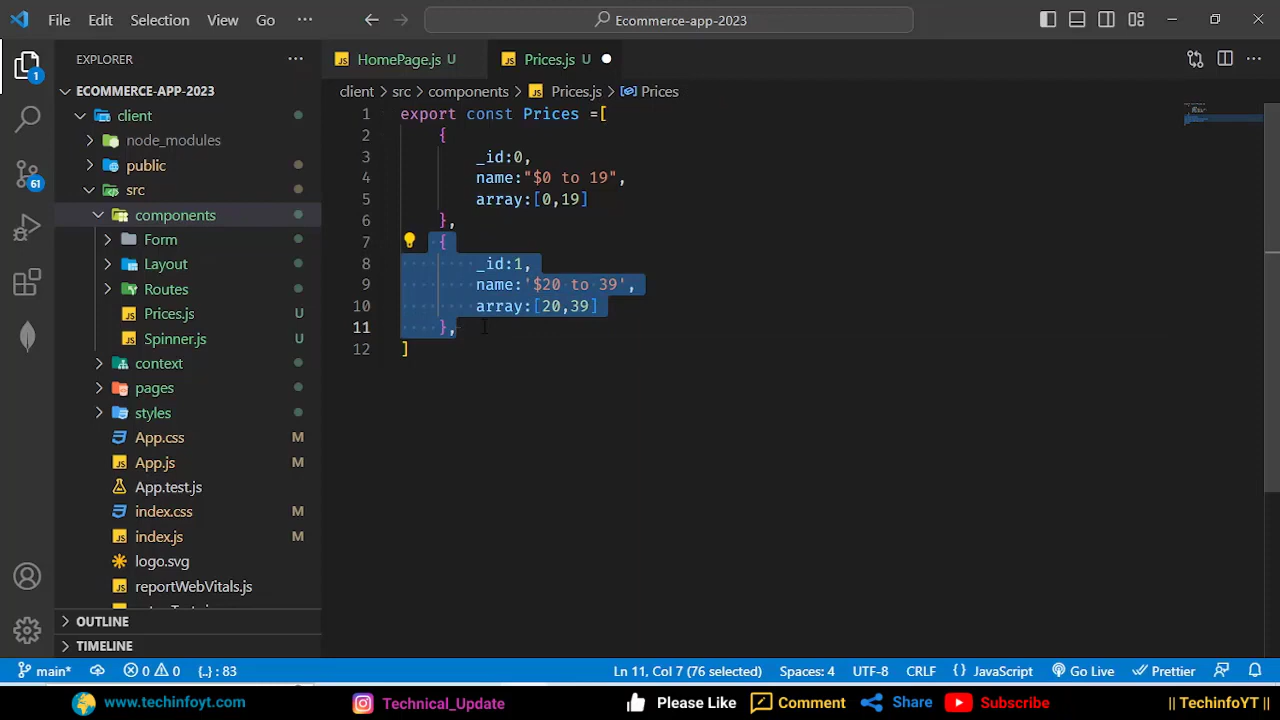 File Edit Selection View Go Ecommerce-app-2023
EXPLORER
HomePage.js U
Prices.js U
1
ECOMMERCE-APP-2023
client > src > components > Prices.js > Prices
client
node_modules
public
src
components
Form
Layout
Routes
Prices.js U
Spinner.js U
context
pages
styles
App.css M
App.js M
App.test.js
index.css M
index.js M
logo.svg
reportWebVitals.js
OUTLINE
TIMELINE
61
1 export const Prices =[
2 {
3 _id:0,
4 name:"$0 to 19",
5 array:[0,19]
6 },
7 {
8 _id:1,
9 name:'$20 to 39',
10 array:[20,39]
11 },
12 ]
main* 0 0 {..} : 83 Ln 11, Col 7 (76 selected) Spaces: 4 UTF-8 CRLF {} JavaScript Go Live Prettier
www.techinfoyt.com Technical_Update Please Like Comment Share Subscribe || TechinfoYT ||